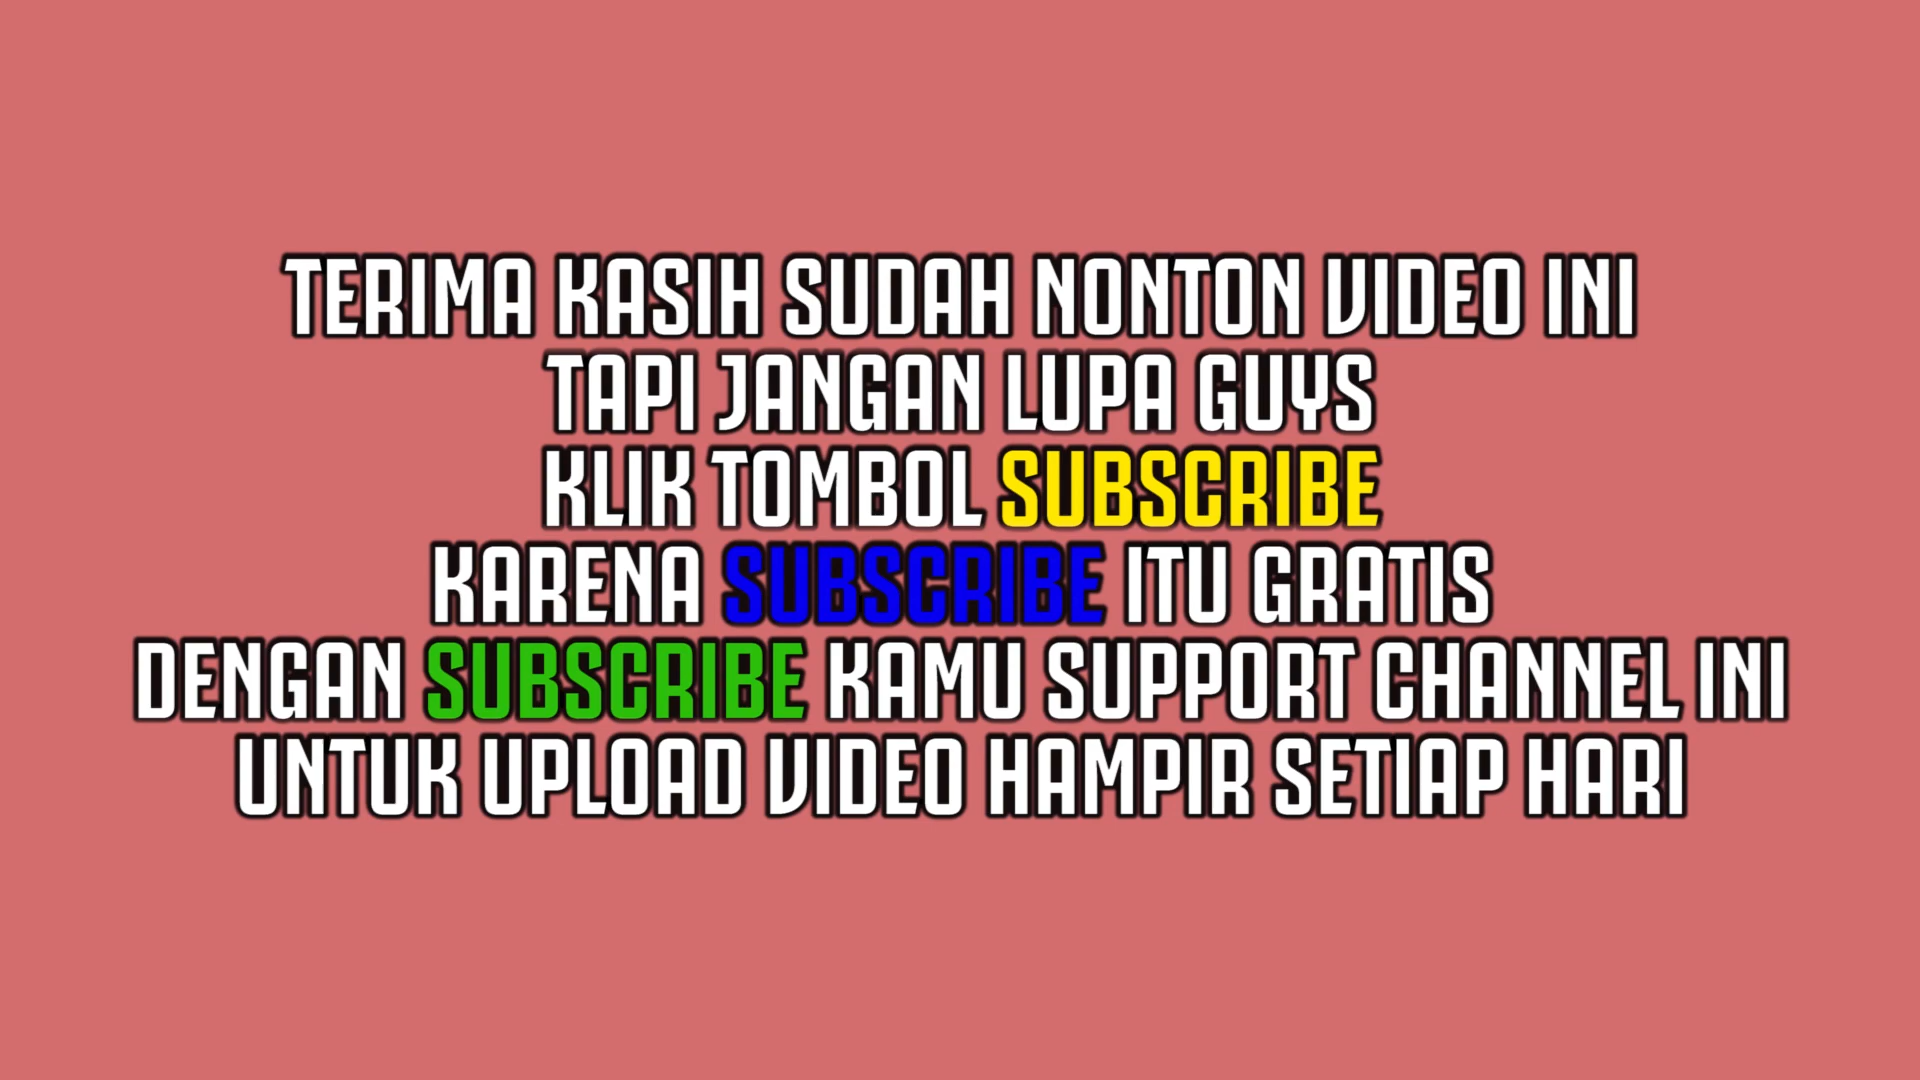 TERIMA KASIH SUDAH NONTON VIDEO INI
TAPI JANGAN LUPA GUYS
KLIK TOMBOL SUBSCRIBE
KARENA SUBSCRIBE ITU GRATIS
DENGAN SUBSCRIBE KAMU SUPPORT CHANNEL INI
UNTUK UPLOAD VIDEO HAMPIR SETIAP HARI